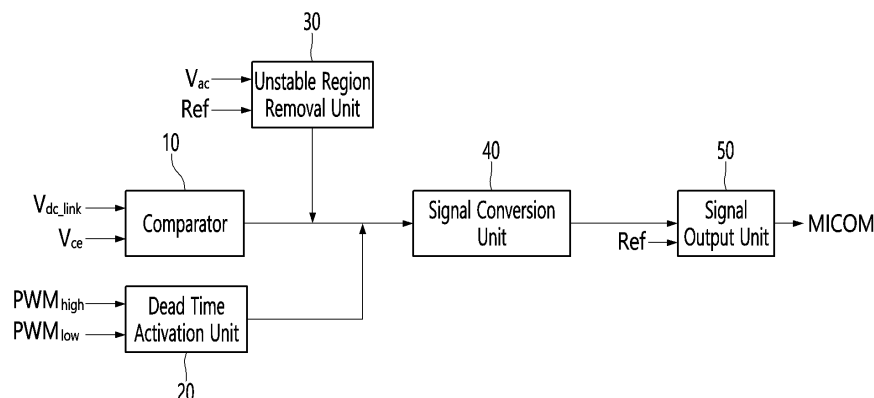 30
V_ac
Ref
Unstable Region
Removal Unit
10
40
50
V_dc_link
V_ce
Comparator
Signal Conversion
Unit
Ref
Signal
Output Unit
MICOM
PWM_high
PWM_low
Dead Time
Activation Unit
20